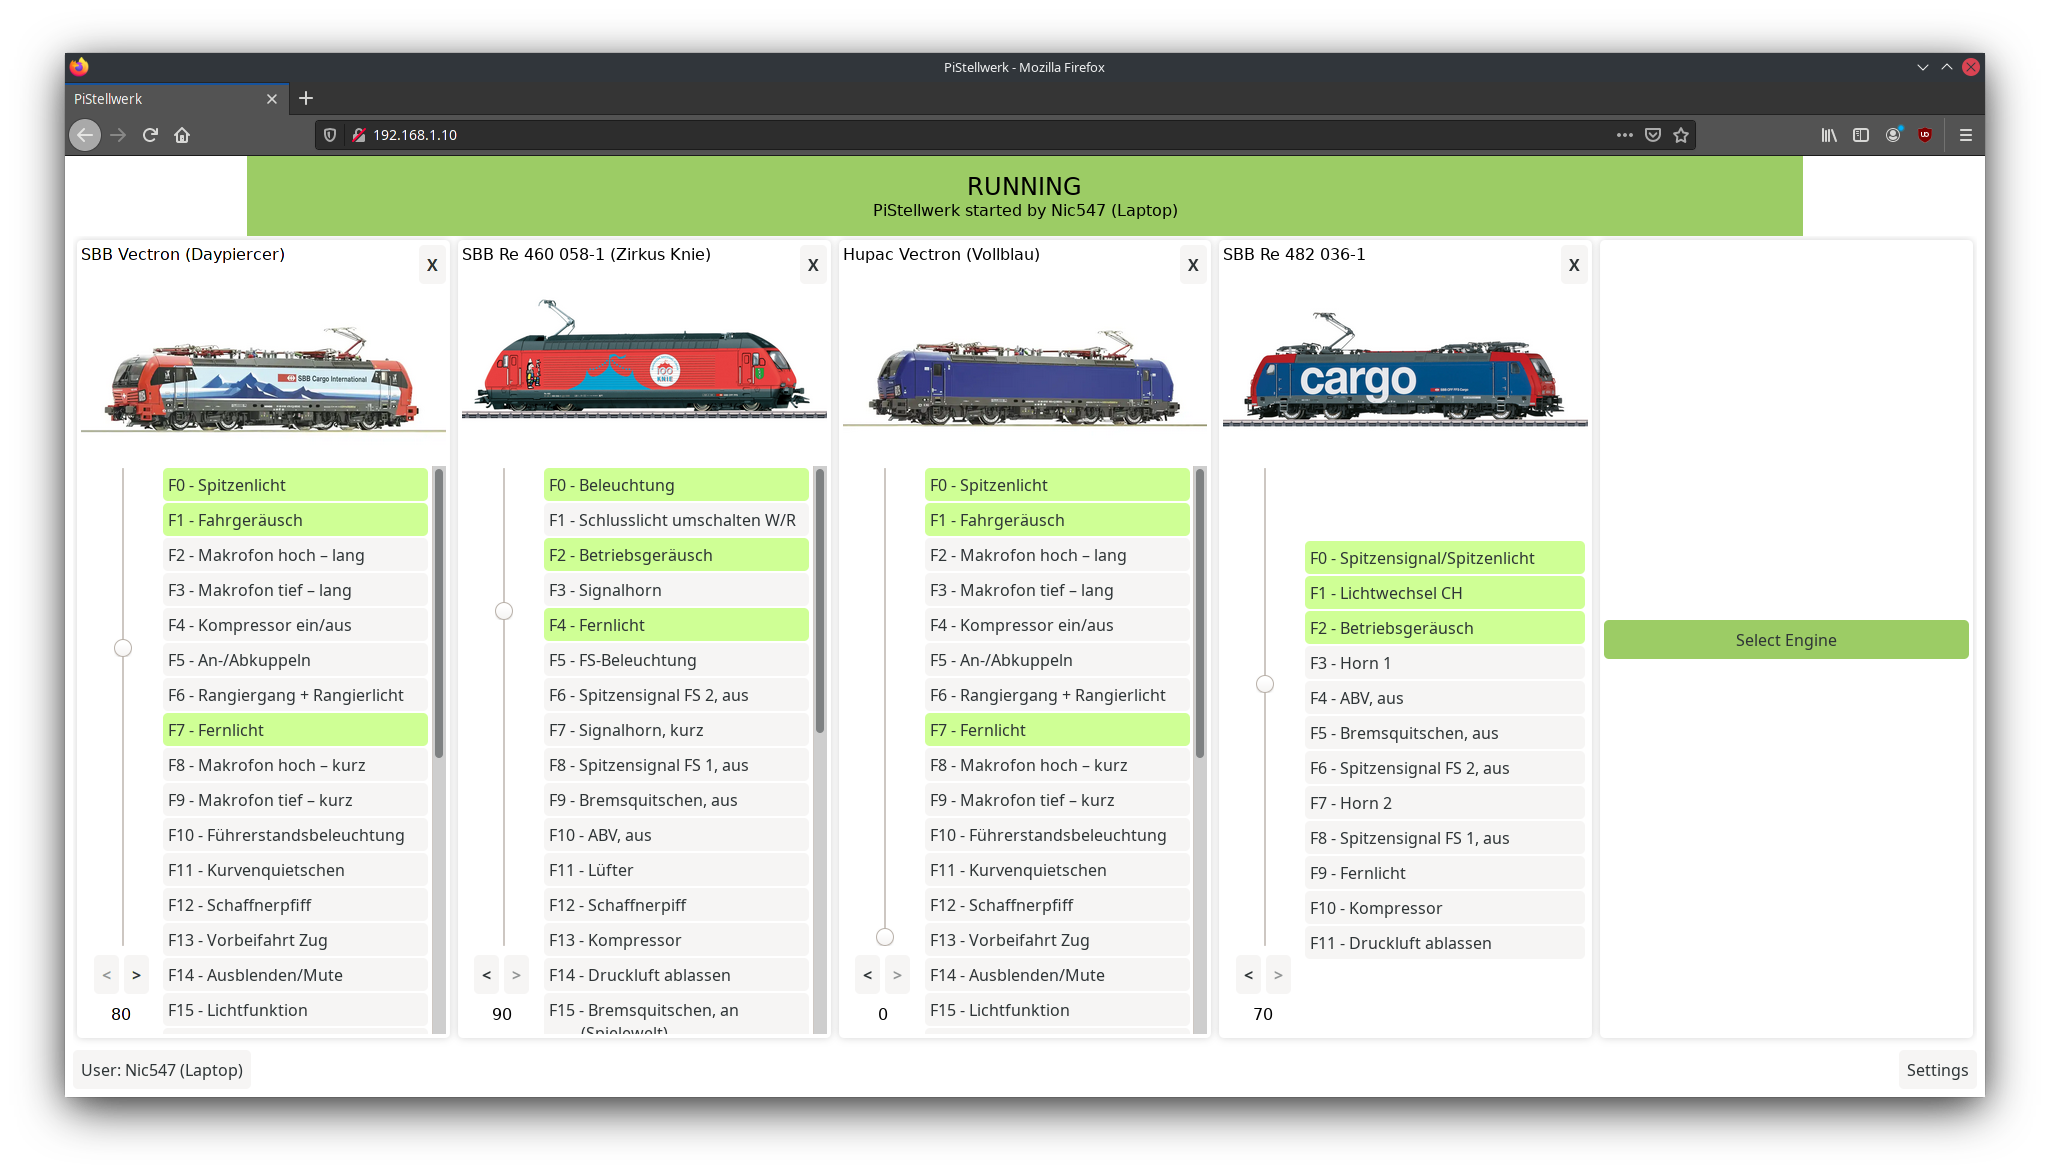 PiStellwerk - Mozilla Firefox
PiStellwerk
192.168.1.10
RUNNING
PiStellwerk started by Nic547 (Laptop)
SBB Vectron (Daypiercer)
X
SBB Cargo International
F0 - Spitzenlicht
F1 - Fahrgeräusch
F2 - Makrofon hoch – lang
F3 - Makrofon tief – lang
F4 - Kompressor ein/aus
F5 - An-/Abkuppeln
F6 - Rangiergang + Rangierlicht
F7 - Fernlicht
F8 - Makrofon hoch – kurz
F9 - Makrofon tief – kurz
F10 - Führerstandsbeleuchtung
F11 - Kurvenquietschen
F12 - Schaffnerpfiff
F13 - Vorbeifahrt Zug
F14 - Ausblenden/Mute
F15 - Lichtfunktion
< >
80
SBB Re 460 058-1 (Zirkus Knie)
X
100
KNIE
F0 - Beleuchtung
F1 - Schlusslicht umschalten W/R
F2 - Betriebsgeräusch
F3 - Signalhorn
F4 - Fernlicht
F5 - FS-Beleuchtung
F6 - Spitzensignal FS 2, aus
F7 - Signalhorn, kurz
F8 - Spitzensignal FS 1, aus
F9 - Bremsquitschen, aus
F10 - ABV, aus
F11 - Lüfter
F12 - Schaffnerpiff
F13 - Kompressor
F14 - Druckluft ablassen
F15 - Bremsquitschen, an
(Spielewelt)
< >
90
Hupac Vectron (Vollblau)
X
F0 - Spitzenlicht
F1 - Fahrgeräusch
F2 - Makrofon hoch – lang
F3 - Makrofon tief – lang
F4 - Kompressor ein/aus
F5 - An-/Abkuppeln
F6 - Rangiergang + Rangierlicht
F7 - Fernlicht
F8 - Makrofon hoch – kurz
F9 - Makrofon tief – kurz
F10 - Führerstandsbeleuchtung
F11 - Kurvenquietschen
F12 - Schaffnerpfiff
F13 - Vorbeifahrt Zug
F14 - Ausblenden/Mute
F15 - Lichtfunktion
< >
0
SBB Re 482 036-1
X
cargo
F0 - Spitzensignal/Spitzenlicht
F1 - Lichtwechsel CH
F2 - Betriebsgeräusch
F3 - Horn 1
F4 - ABV, aus
F5 - Bremsquitschen, aus
F6 - Spitzensignal FS 2, aus
F7 - Horn 2
F8 - Spitzensignal FS 1, aus
F9 - Fernlicht
F10 - Kompressor
F11 - Druckluft ablassen
< >
70
Select Engine
User: Nic547 (Laptop)
Settings